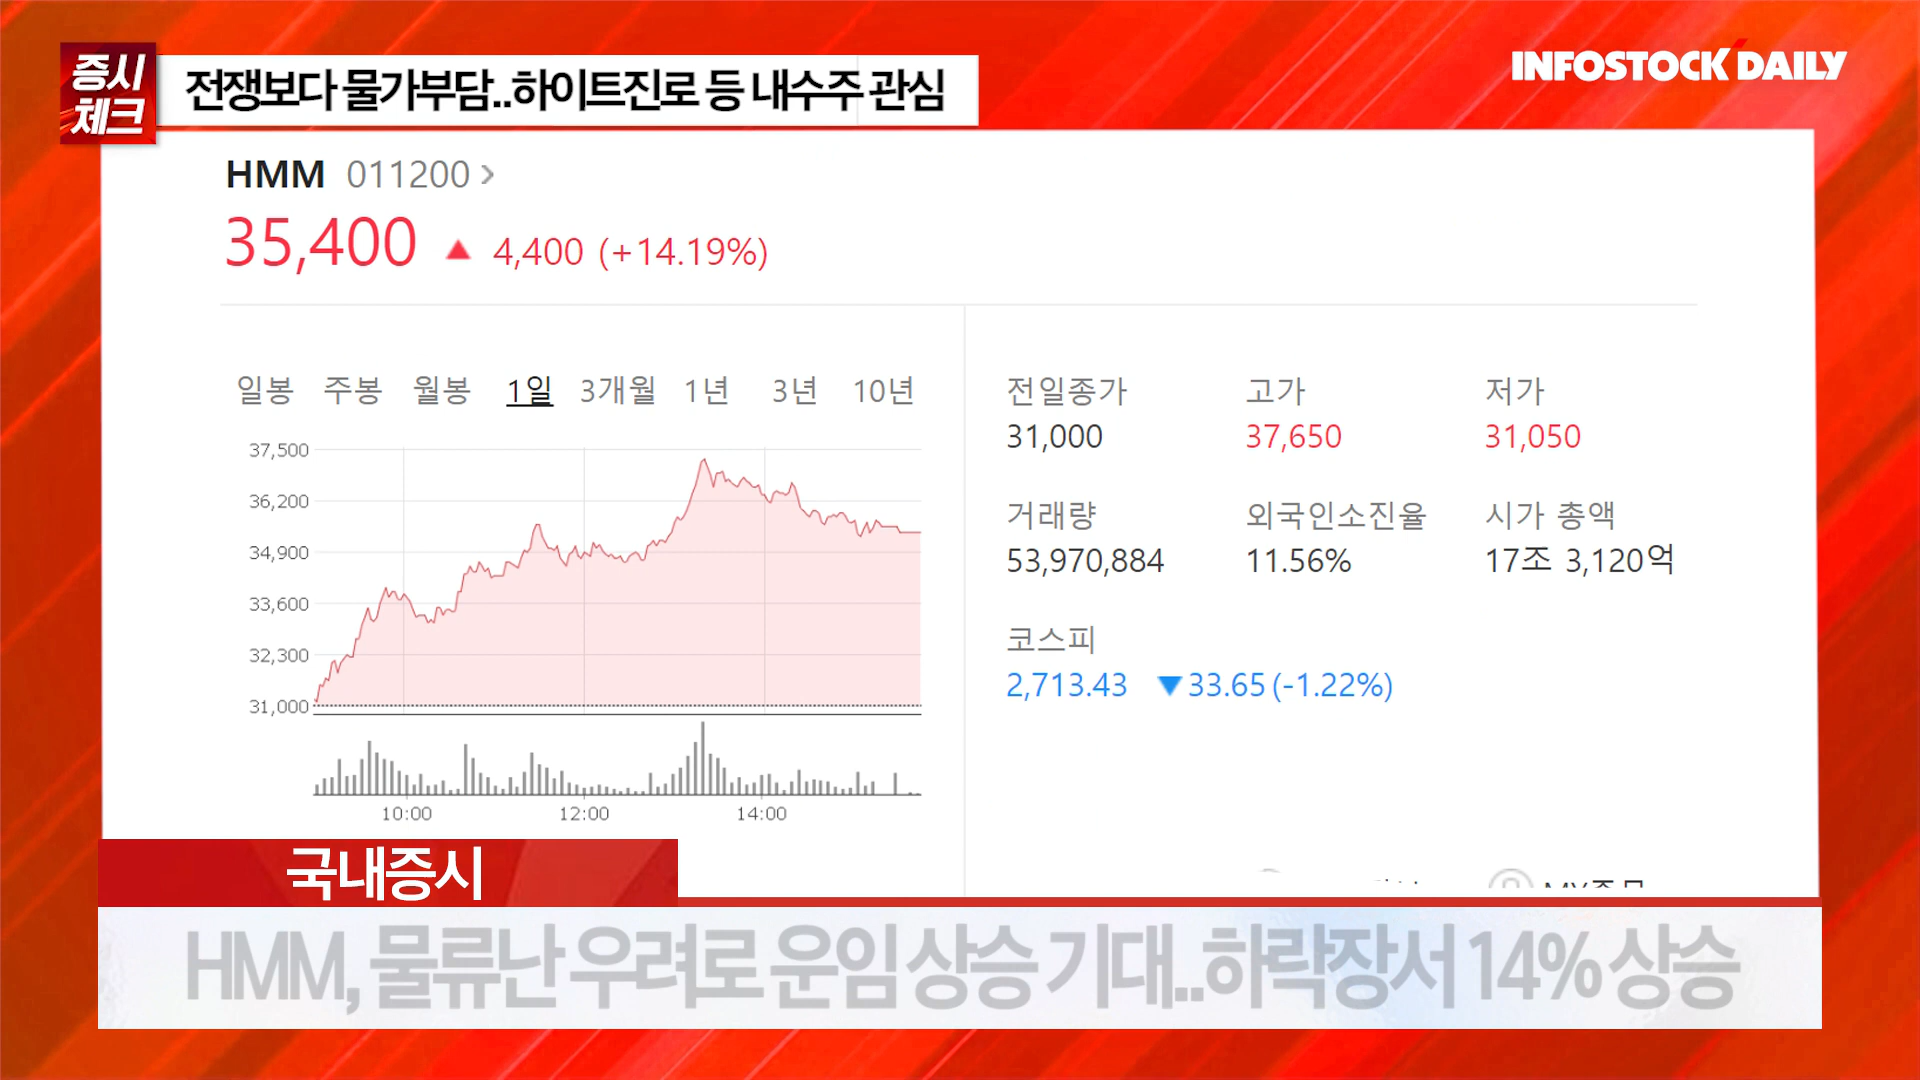 증시
체크
전쟁보다 물가부담..하이트진로 등 내수주 관심
INFOSTOCK DAILY
HMM 011200 >
35,400 ▲ 4,400 (+14.19%)
일봉 주봉 월봉 1일 3개월 1년 3년 10년
37,500
36,200
34,900
33,600
32,300
31,000
10:00 12:00 14:00
전일종가 고가 저가
31,000 37,650 31,050
거래량 외국인소진율 시가 총액
53,970,884 11.56% 17조 3,120억
코스피
2,713.43 ▼33.65 (-1.22%)
국내증시
HMM, 물류난 우려로 운임 상승 기대..하락장서 14% 상승